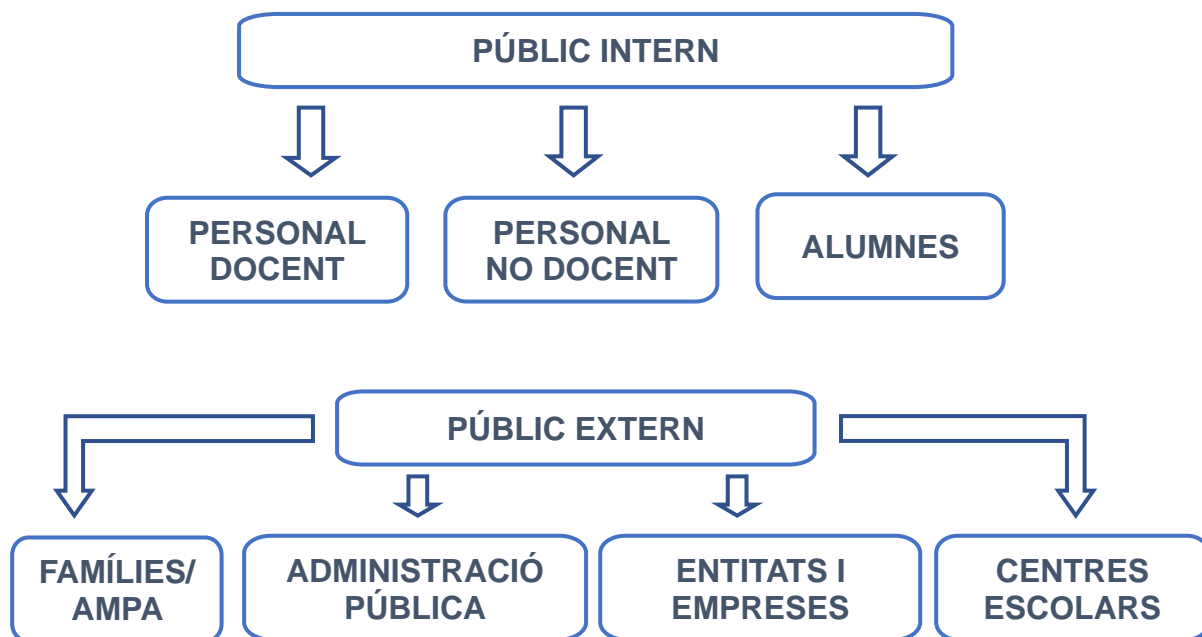 PÚBLIC INTERN
PERSONAL
DOCENT
PERSONAL
NO DOCENT
ALUMNES
PÚBLIC EXTERN
FAMÍLIES/
AMPA
ADMINISTRACIÓ
PÚBLICA
ENTITATS I
EMPRESES
CENTRES
ESCOLARS